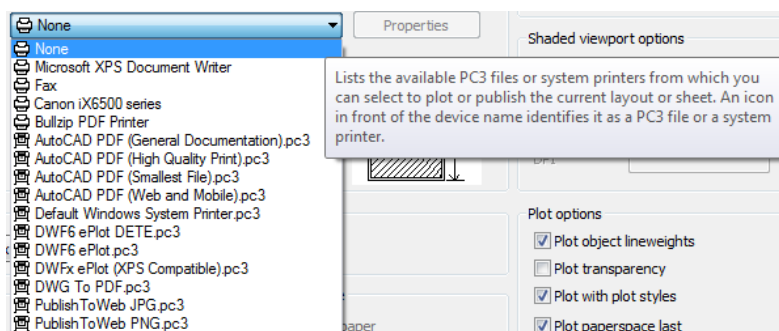 None
Properties
Shaded viewport options
None
Microsoft XPS Document Writer
Fax
Canon iX6500 series
Bullzip PDF Printer
AutoCAD PDF (General Documentation).pc3
AutoCAD PDF (High Quality Print).pc3
AutoCAD PDF (Smallest File).pc3
AutoCAD PDF (Web and Mobile).pc3
Default Windows System Printer.pc3
DWF6 ePlot DETE.pc3
DWF6 ePlot.pc3
DWFx ePlot (XPS Compatible).pc3
DWG To PDF.pc3
PublishToWeb JPG.pc3
PublishToWeb PNG.pc3
Lists the available PC3 files or system printers from which you
can select to plot or publish the current layout or sheet. An icon
in front of the device name identifies it as a PC3 file or a system
printer.
DPI
Plot options
Plot object lineweights
Plot transparency
Plot with plot styles
Plot paperspace last